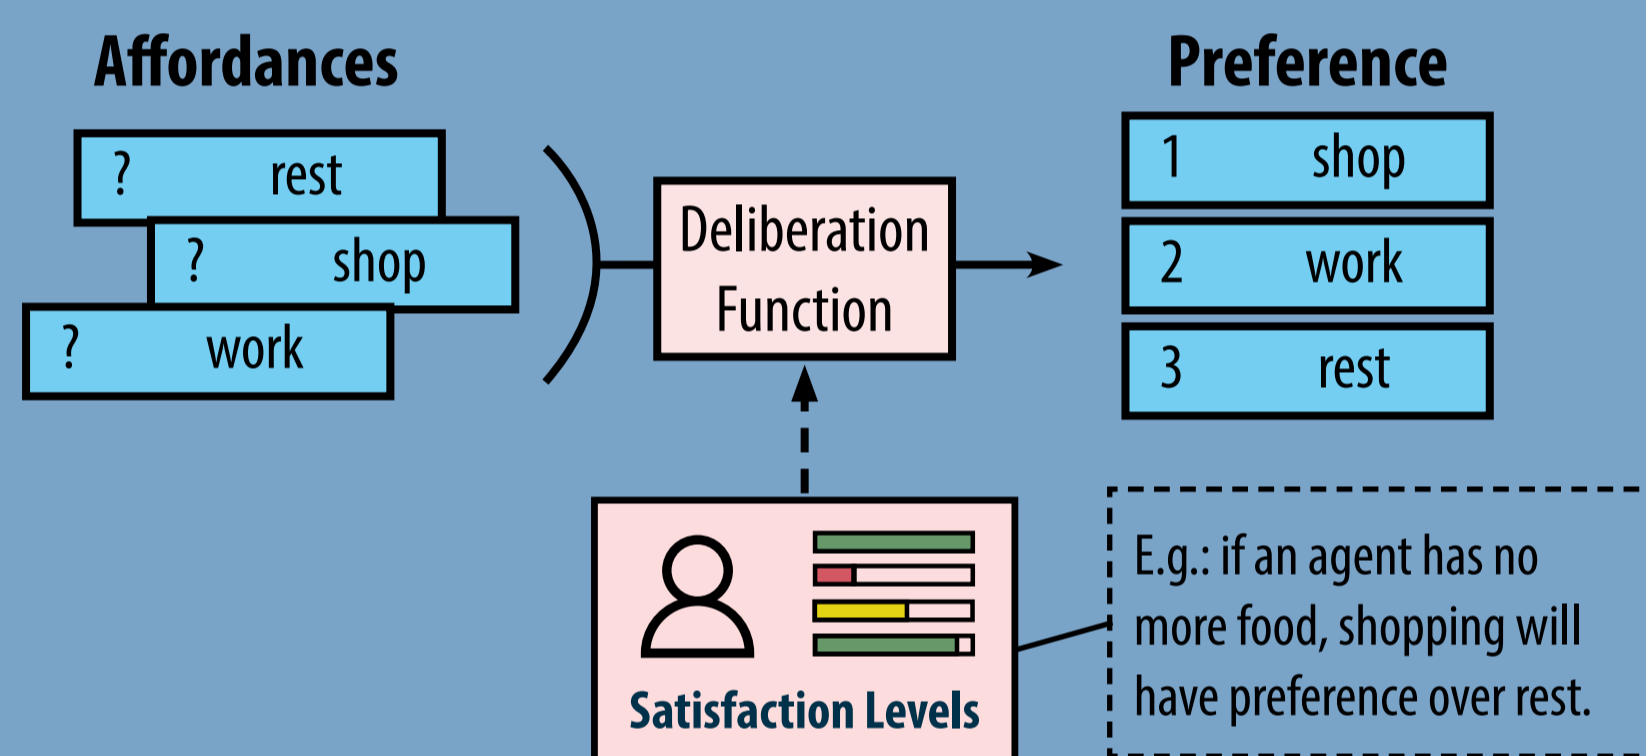 Affordances
? rest
? shop
? work
Deliberation
Function
Preference
1 shop
2 work
3 rest
Satisfaction Levels
E.g.: if an agent has no
more food, shopping will
have preference over rest.